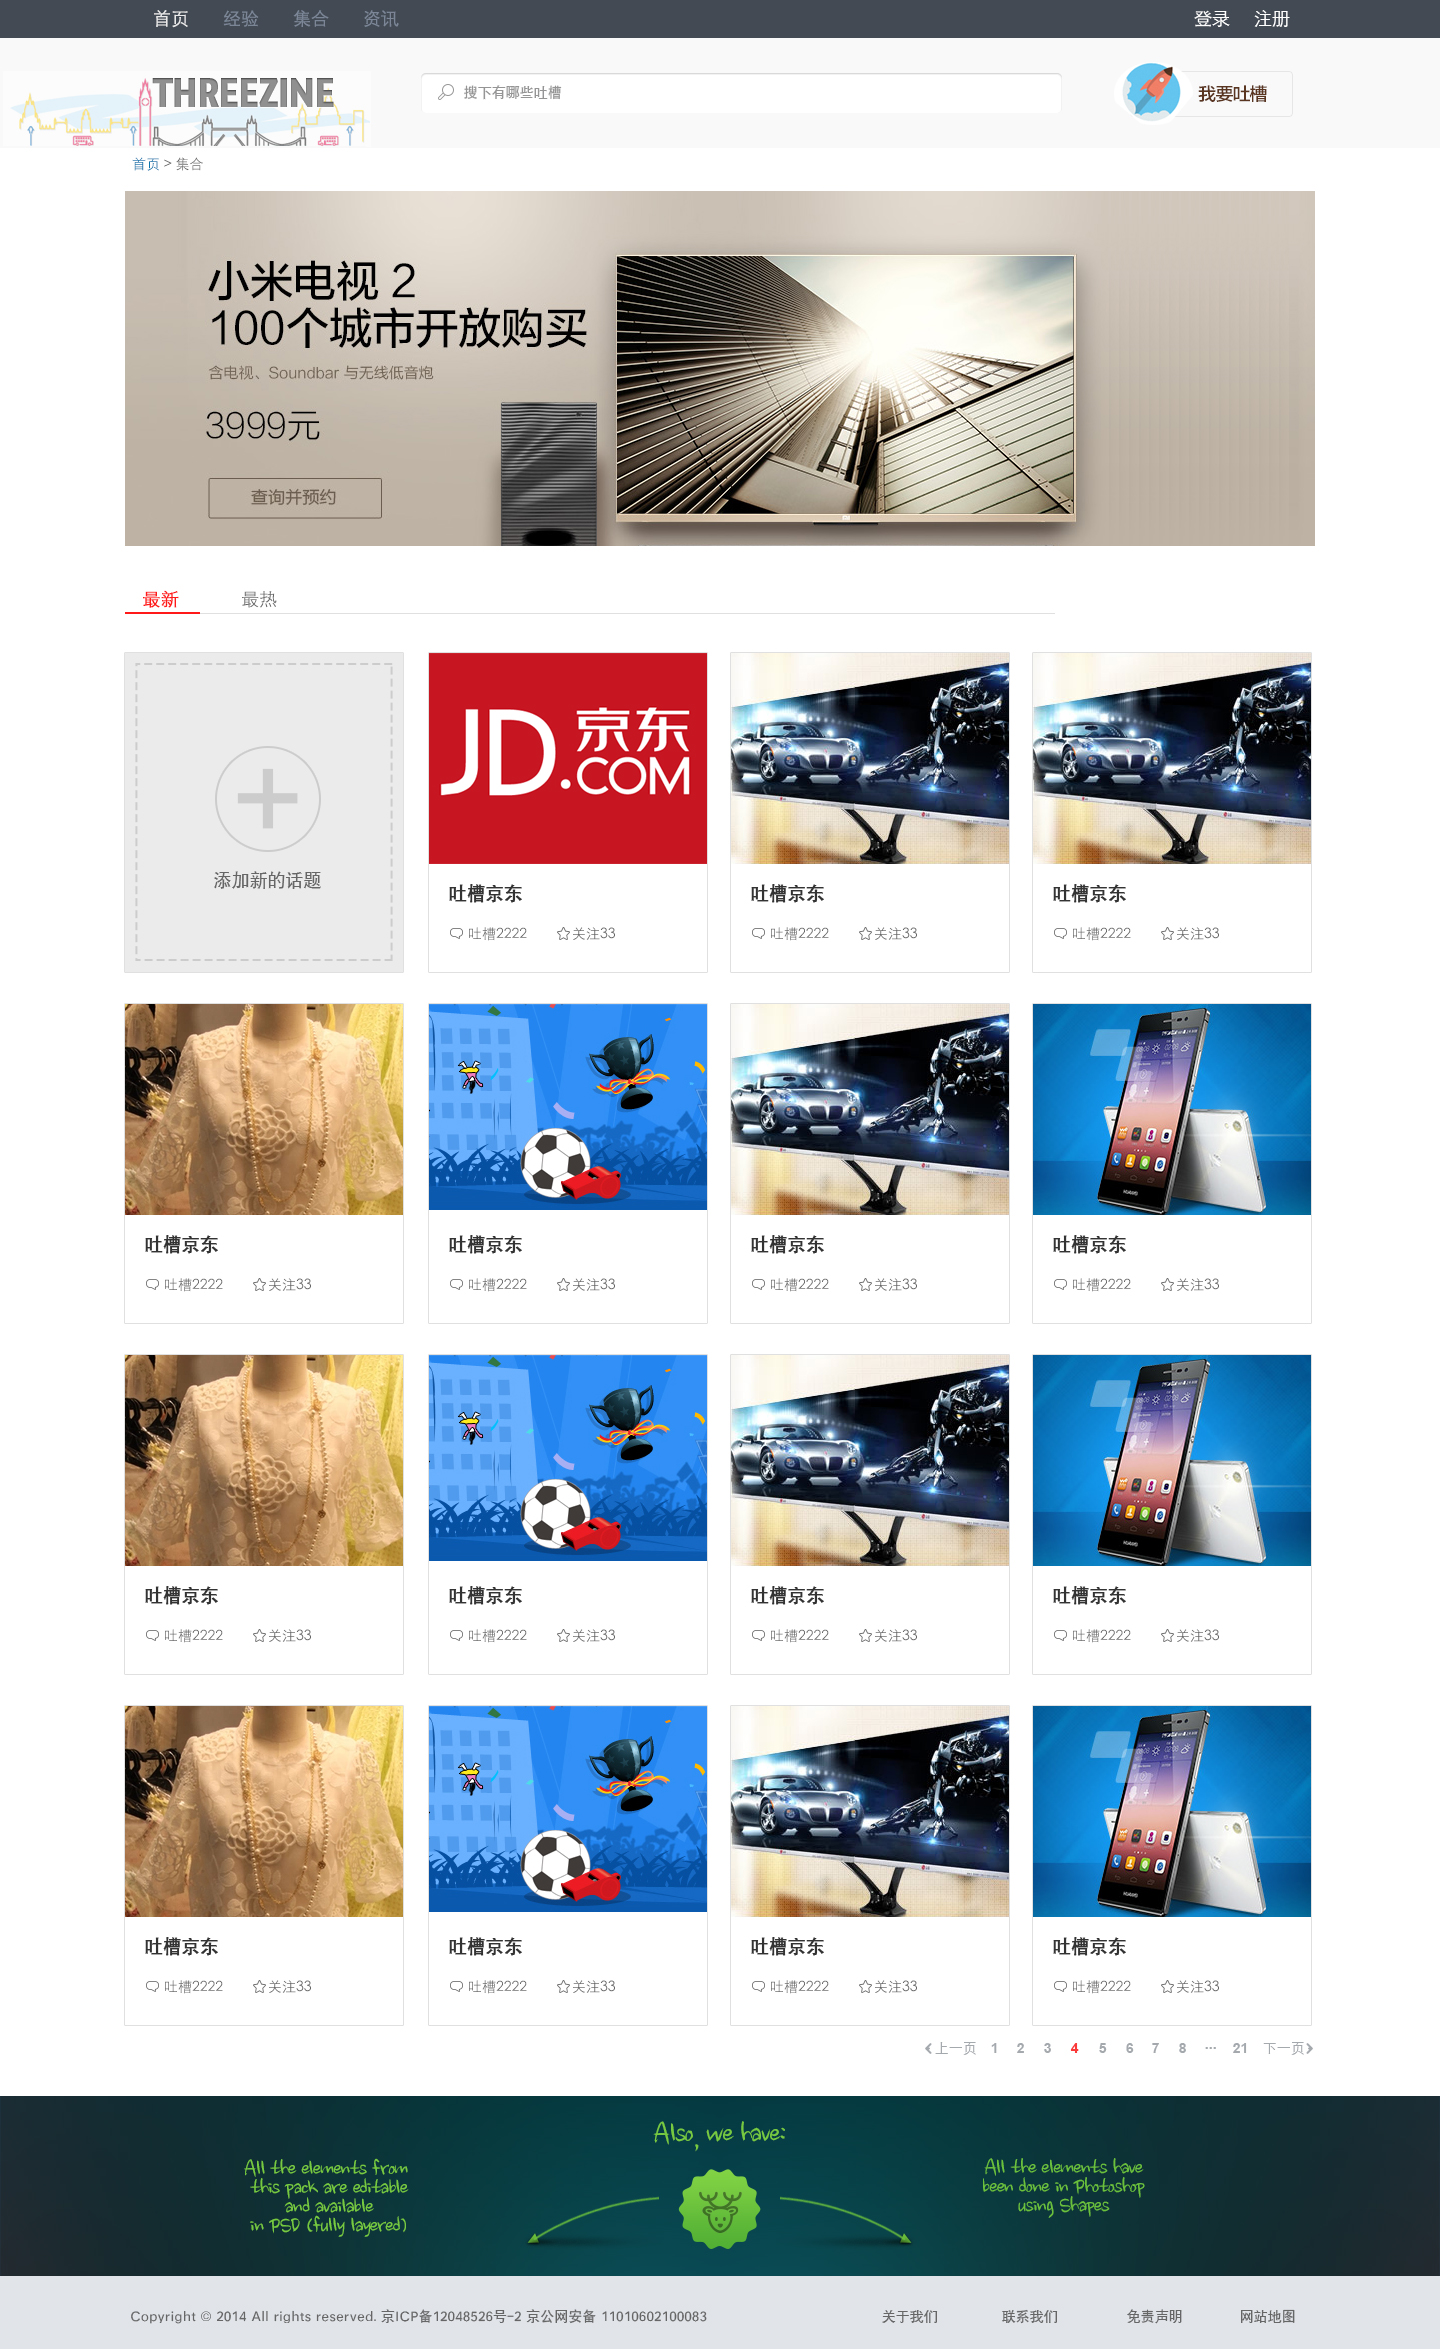 首页 经验 集合 资讯 登录 注册
THREEZINE
搜下有哪些吐槽
我要吐槽
首页 > 集合
小米电视 2
100个城市开放购买
含电视、Soundbar 与无线低音炮
3999元
查询并预约
最新 最热
添加新的话题
JD.COM 京东
吐槽京东 吐槽京东 吐槽京东
吐槽2222 关注33 吐槽2222 关注33 吐槽2222 关注33
吐槽京东 吐槽京东 吐槽京东 吐槽京东
吐槽2222 关注33 吐槽2222 关注33 吐槽2222 关注33 吐槽2222 关注33
吐槽京东 吐槽京东 吐槽京东 吐槽京东
吐槽2222 关注33 吐槽2222 关注33 吐槽2222 关注33 吐槽2222 关注33
吐槽京东 吐槽京东 吐槽京东 吐槽京东
吐槽2222 关注33 吐槽2222 关注33 吐槽2222 关注33 吐槽2222 关注33
上一页 1 2 3 4 5 6 7 8 ... 21 下一页
Also, we have:
All the elements from
this pack are editable
and available
in PSD (fully layered)
All the elements have
been done in Photoshop
using Shapes
Copyright © 2014 All rights reserved. 京ICP备12048526号-2 京公网安备 11010602100083
关于我们 联系我们 免责声明 网站地图